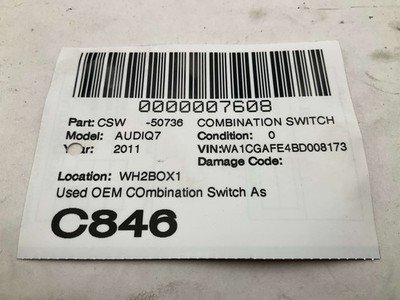 0000007608
Part: CSW -50736 COMBINATION SWITCH
Model: AUDIQ7 Condition: 0
Year: 2011 VIN:WA1CGAFE4BD008173
Damage Code:
Location: WH2BOX1
Used OEM COmbination Switch As
C846